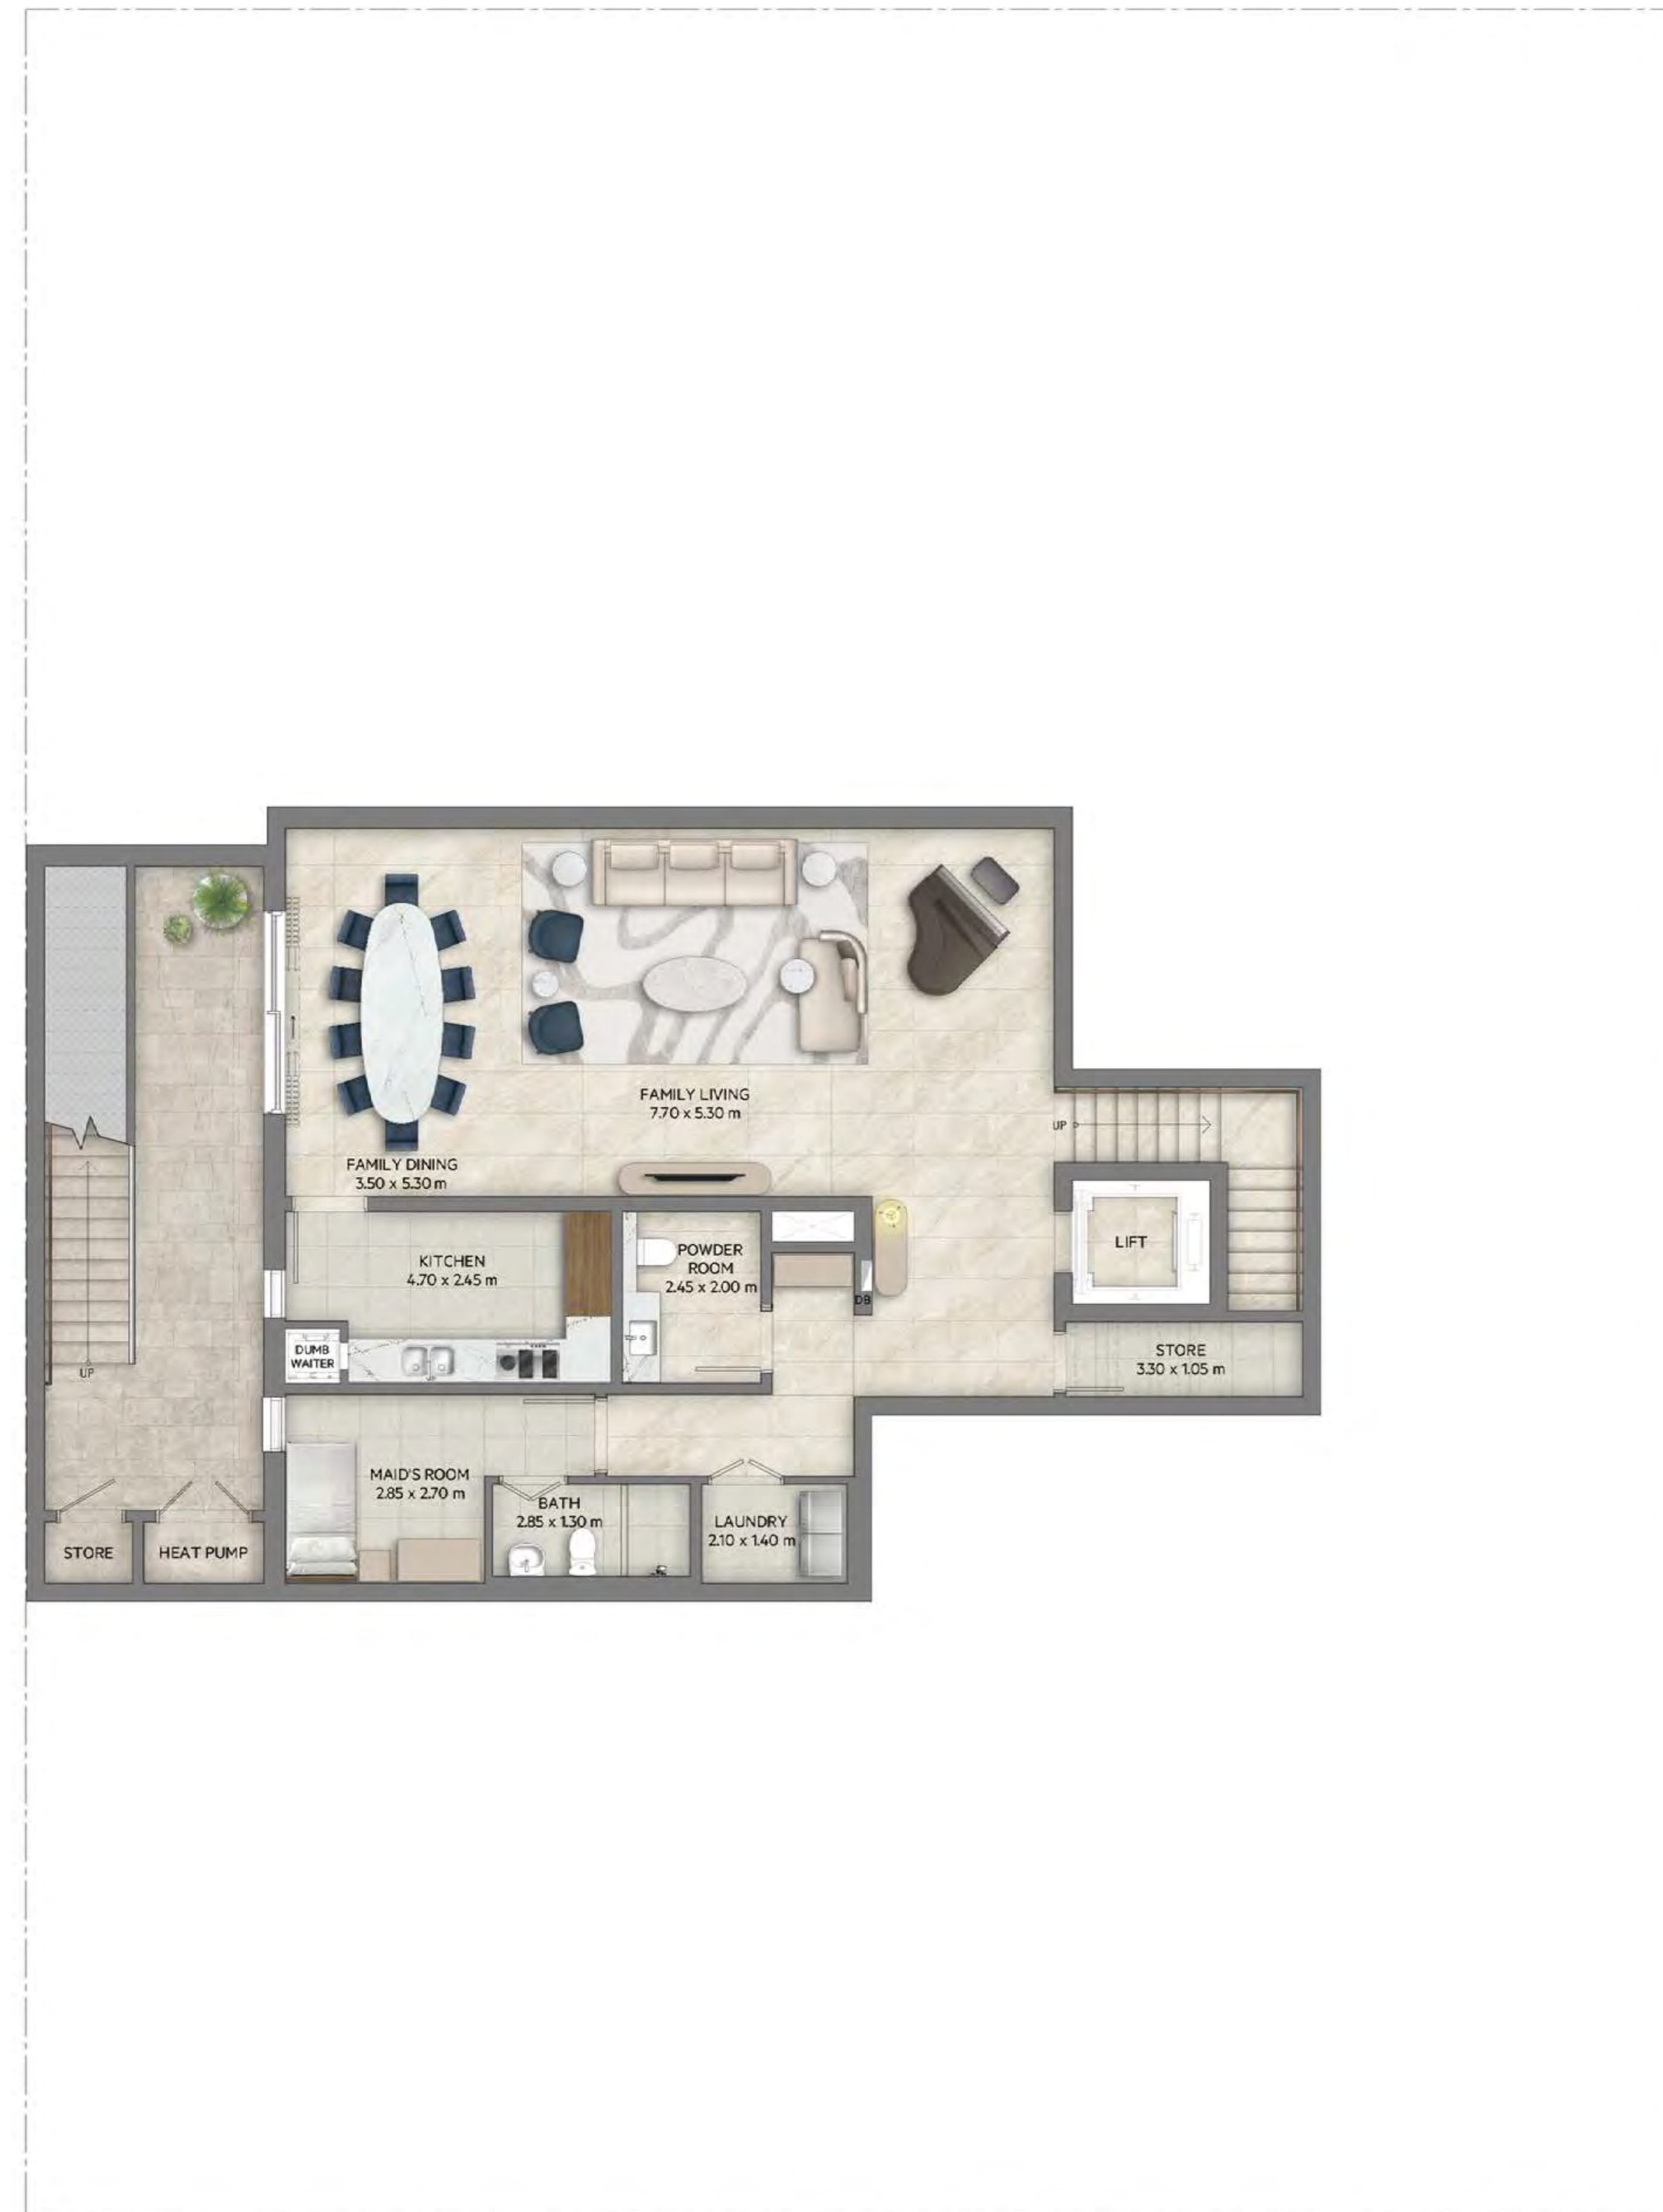 FAMILY LIVING
7.70 x 5.30 m
UP
FAMILY DINING
3.50 x 5.30 m
KITCHEN
4.70 x 2.45 m
POWDER
ROOM
2.45 x 2.00 m
LIFT
DB
DUMB
WAITER
STORE
3.30 x 1.05 m
UP
MAID'S ROOM
2.85 x 2.70 m
BATH
2.85 x 1.30 m
LAUNDRY
2.10 x 1.40 m
STORE
HEAT PUMP